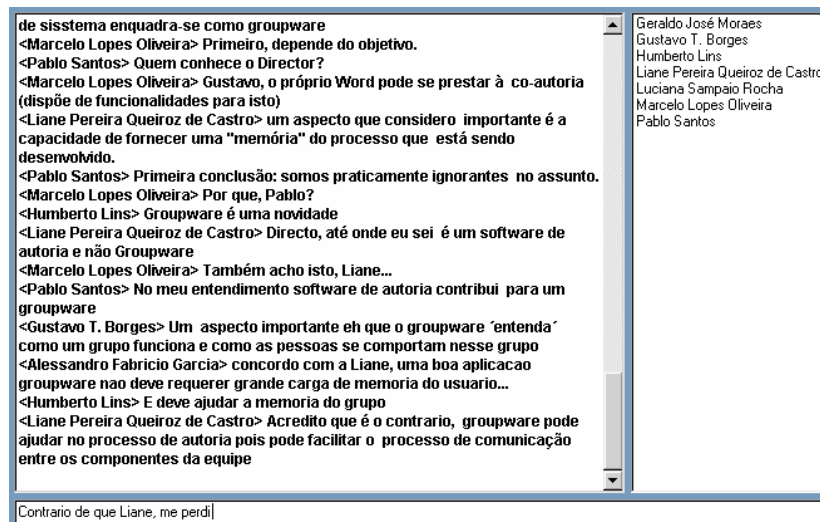 de sisstema enquadra-se como groupware
<Marcelo Lopes Oliveira> Primeiro, depende do objetivo.
<Pablo Santos> Quem conhece o Director?
<Marcelo Lopes Oliveira> Gustavo, o próprio Word pode se prestar à co-autoria
(dispõe de funcionalidades para isto)
<Liane Pereira Queiroz de Castro> um aspecto que considero importante é a
capacidade de fornecer uma "memória" do processo que está sendo
desenvolvido.
<Pablo Santos> Primeira conclusão: somos praticamente ignorantes no assunto.
<Marcelo Lopes Oliveira> Por que, Pablo?
<Humberto Lins> Groupware é uma novidade
<Liane Pereira Queiroz de Castro> Directo, até onde eu sei é um software de
autoria e não Groupware
<Marcelo Lopes Oliveira> Também acho isto, Liane...
<Pablo Santos> No meu entendimento software de autoria contribui para um
groupware
<Gustavo T. Borges> Um aspecto importante eh que o groupware ´entenda´
como um grupo funciona e como as pessoas se comportam nesse grupo
<Alessandro Fabricio Garcia> concordo com a Liane, uma boa aplicacao
groupware nao deve requerer grande carga de memoria do usuario...
<Humberto Lins> E deve ajudar a memoria do grupo
<Liane Pereira Queiroz de Castro> Acredito que é o contrario, groupware pode
ajudar no processo de autoria pois pode facilitar o processo de comunicação
entre os componentes da equipe
Geraldo José Moraes
Gustavo T. Borges
Humberto Lins
Liane Pereira Queiroz de Castro
Luciana Sampaio Rocha
Marcelo Lopes Oliveira
Pablo Santos
Contrario de que Liane, me perdi